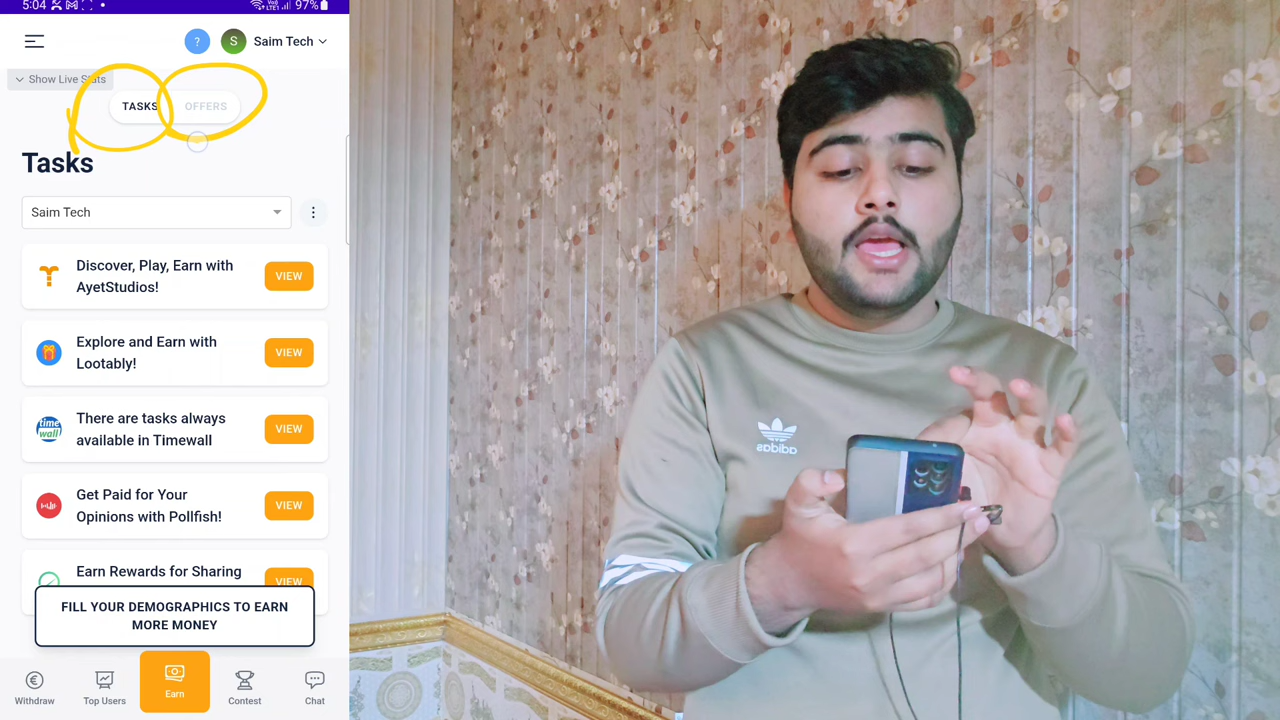 5:04
97%
? S Saim Tech
Show Live Stats
TASKS OFFERS
Tasks
Saim Tech
Discover, Play, Earn with
AyetStudios!
VIEW
Explore and Earn with
Lootably!
VIEW
time
wall
There are tasks always
available in Timewall
VIEW
Get Paid for Your
Opinions with Pollfish!
VIEW
Earn Rewards for Sharing
VIEW
FILL YOUR DEMOGRAPHICS TO EARN
MORE MONEY
Withdraw Top Users Earn Contest Chat
adidas